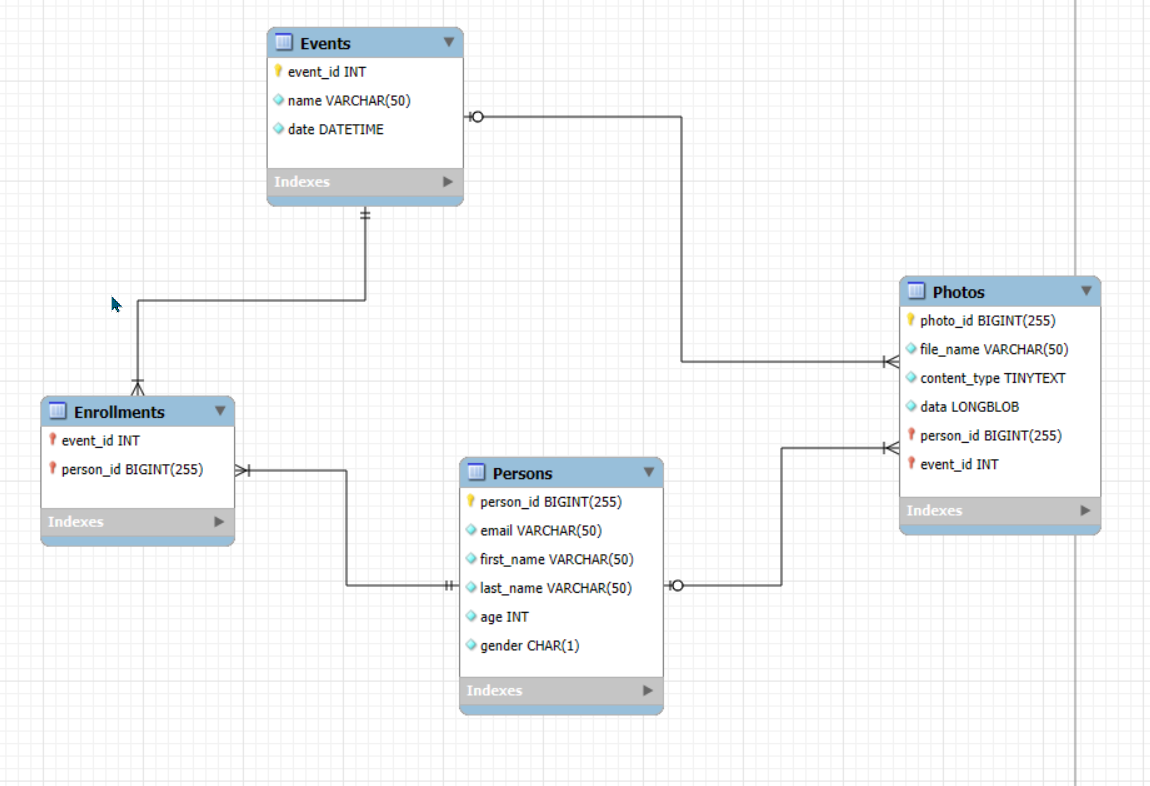 Events
event_id INT
name VARCHAR(50)
date DATETIME
Indexes
Photos
photo_id BIGINT(255)
file_name VARCHAR(50)
content_type TINYTEXT
data LONGBLOB
person_id BIGINT(255)
event_id INT
Indexes
Enrollments
event_id INT
person_id BIGINT(255)
Indexes
Persons
person_id BIGINT(255)
email VARCHAR(50)
first_name VARCHAR(50)
last_name VARCHAR(50)
age INT
gender CHAR(1)
Indexes